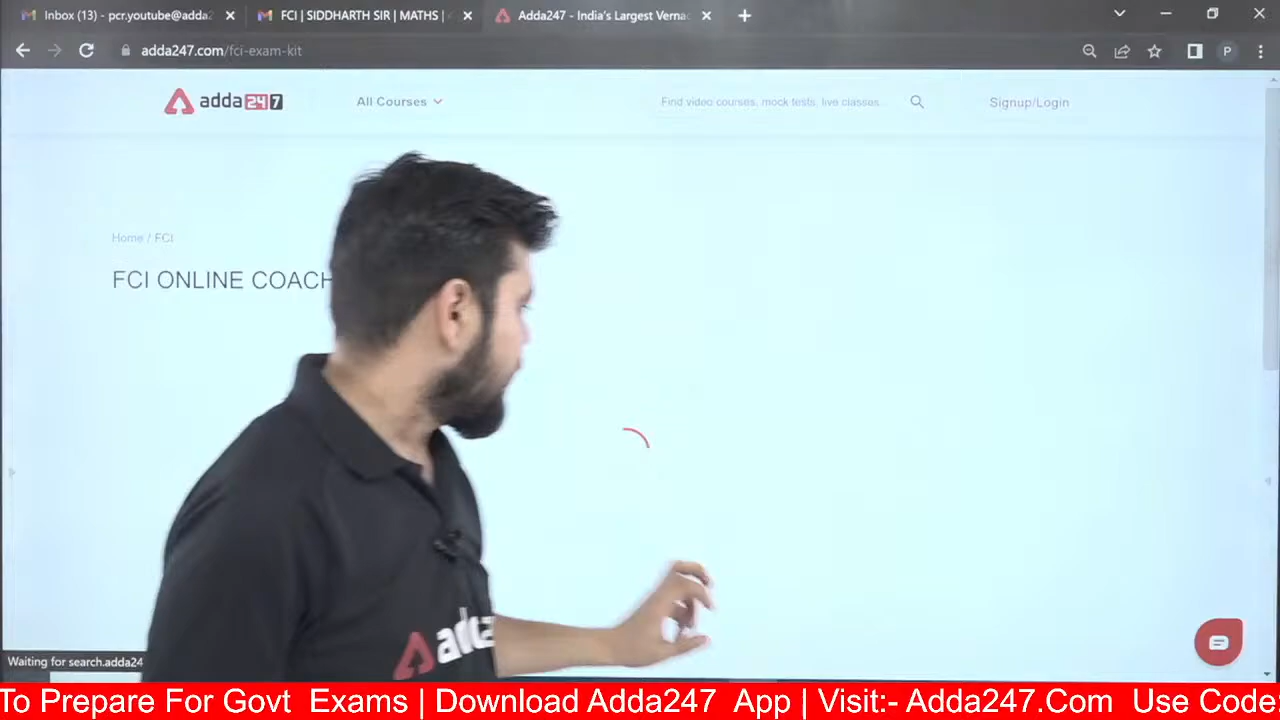 Inbox (13) - pcr.youtube@adda2
FCI | SIDDHARTH SIR | MATHS |
Adda247 - India's Largest Vernac
adda247.com/fci-exam-kit
P
adda247
All Courses
Find video courses, mock tests, live classes..
Signup/Login
Home / FCI
FCI ONLINE COACH
adda
Waiting for search.adda24
To Prepare For Govt Exams | Download Adda247 App | Visit:- Adda247.Com Use Code.